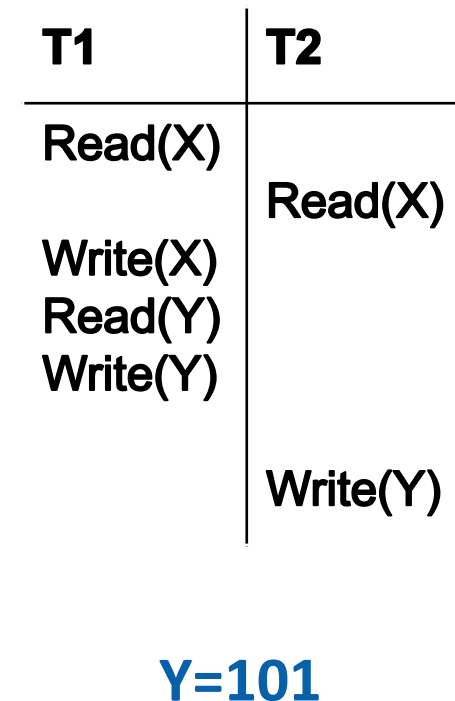 T1 T2
Read(X)
Read(X)
Write(X)
Read(Y)
Write(Y)
Write(Y)
Y=101